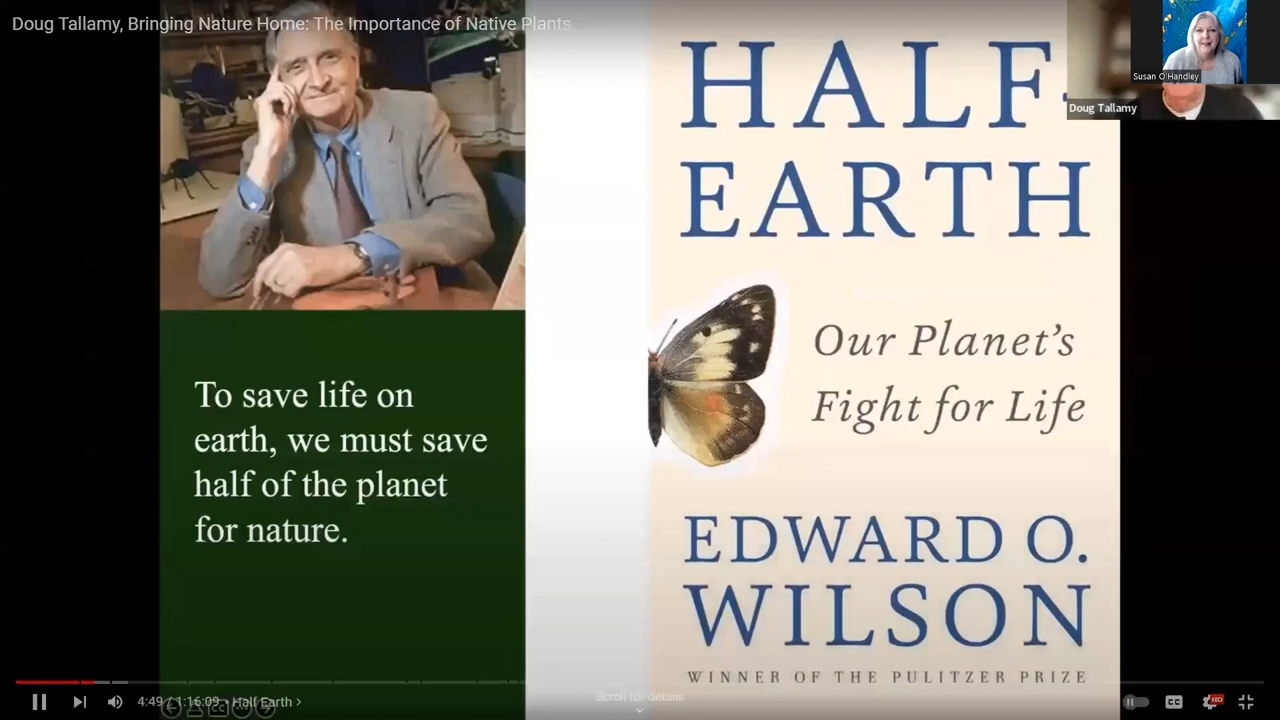 Doug Tallamy, Bringing Nature Home: The Importance of Native Plants
Susan O'Handley
Doug Tallamy
HALF-
EARTH
Our Planet's
Fight for Life
EDWARD O.
WILSON
WINNER OF THE PULITZER PRIZE
To save life on
earth, we must save
half of the planet
for nature.
4:49 / 1:16:09 • Half Earth >
Scroll for details
CC
HD